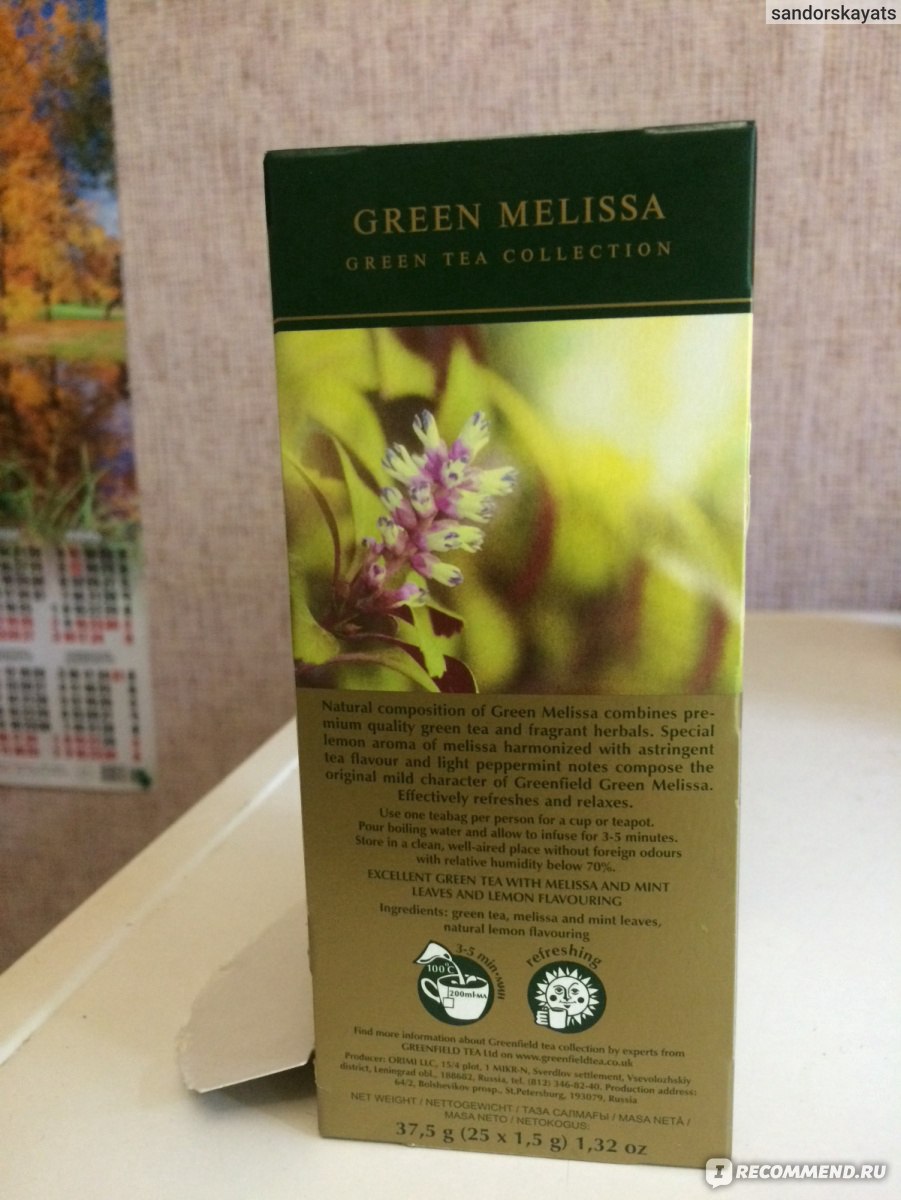 sandorskayats
GREEN MELISSA
GREEN TEA COLLECTION
Natural composition of Green Melissa combines pre-
mium quality green tea and fragrant herbals. Special
lemon aroma of melissa harmonized with astringent
tea flavour and light peppermint notes compose the
original mild character of Greenfield Green Melissa.
Effectively refreshes and relaxes.
Use one teabag per person for a cup or teapot.
Pour boiling water and allow to infuse for 3-5 minutes.
Store in a clean, well-aired place without foreign odours
with relative humidity below 70%.
EXCELLENT GREEN TEA WITH MELISSA AND MINT
LEAVES AND LEMON FLAVOURING
Ingredients: green tea, melissa and mint leaves,
natural lemon flavouring
3-5 min·мин
100°C
200ml·мл
refreshing
Find more information about Greenfield tea collection by experts from
GREENFIELD TEA Ltd on www.greenfieldtea.co.uk
Producer: ORIMI LLC, 15/4 plot, 1 MIKR-N, Sverdlov settlement, Vsevolozhskiy
district, Leningrad obl., 188682, Russia, tel. (812) 346-82-40. Production address:
64/2, Bolshevikov prosp., St.Petersburg, 193079, Russia
NET WEIGHT / NETTOGEWICHT / ТАЗА САЛМАҒЫ / MASA NETĂ /
MASA NETO / NETOKOGUS:
37,5 g (25 x 1,5 g) 1,32 oz
RECOMMEND.RU